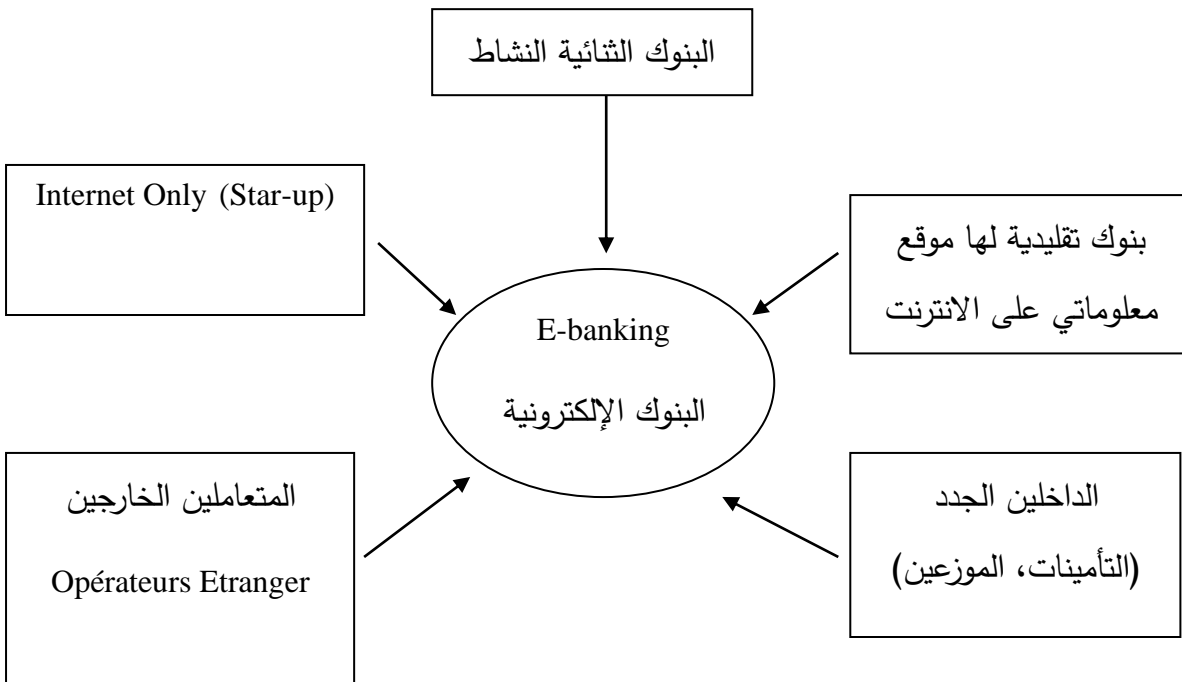 البنوك الثنائية النشاط
Internet Only (Star-up)
بنوك تقليدية لها موقع
معلوماتي على الانترنت
E-banking
البنوك الإلكترونية
المتعاملين الخارجين
Opérateurs Etranger
الداخلين الجدد
(التأمينات، الموزعين)